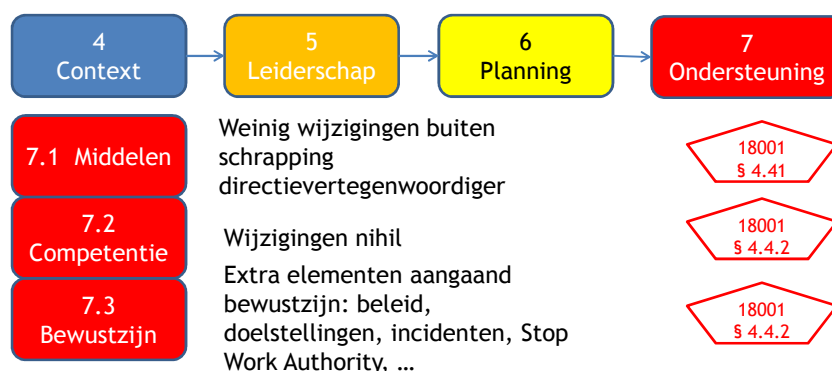 4
Context
5
Leiderschap
6
Planning
7
Ondersteuning
7.1 Middelen
Weinig wijzigingen buiten
schrapping
directievertegenwoordiger
18001
§ 4.41
7.2
Competentie
Wijzigingen nihil
18001
§ 4.4.2
7.3
Bewustzijn
Extra elementen aangaand
bewustzijn: beleid,
doelstellingen, incidenten, Stop
Work Authority, …
18001
§ 4.4.2